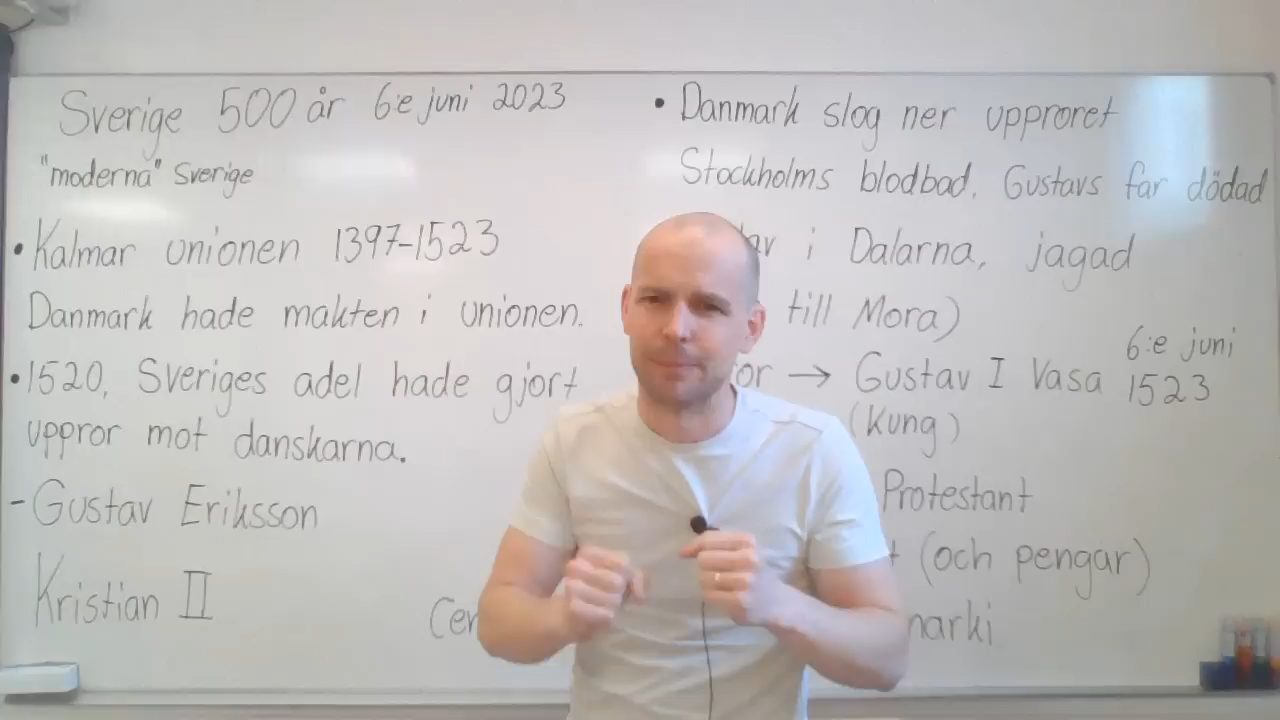 Sverige 500 år 6:e juni 2023
"moderna" Sverige
• Kalmar unionen 1397-1523
Danmark hade makten i unionen.
• 1520, Sveriges adel hade gjort
uppror mot danskarna.
- Gustav Eriksson
Kristian II
• Danmark slog ner upproret
Stockholms blodbad. Gustavs far dödad
i Dalarna, jagad
till Mora)
→ Gustav I Vasa 6:e juni 1523
(Kung)
Protestant
(och pengar)